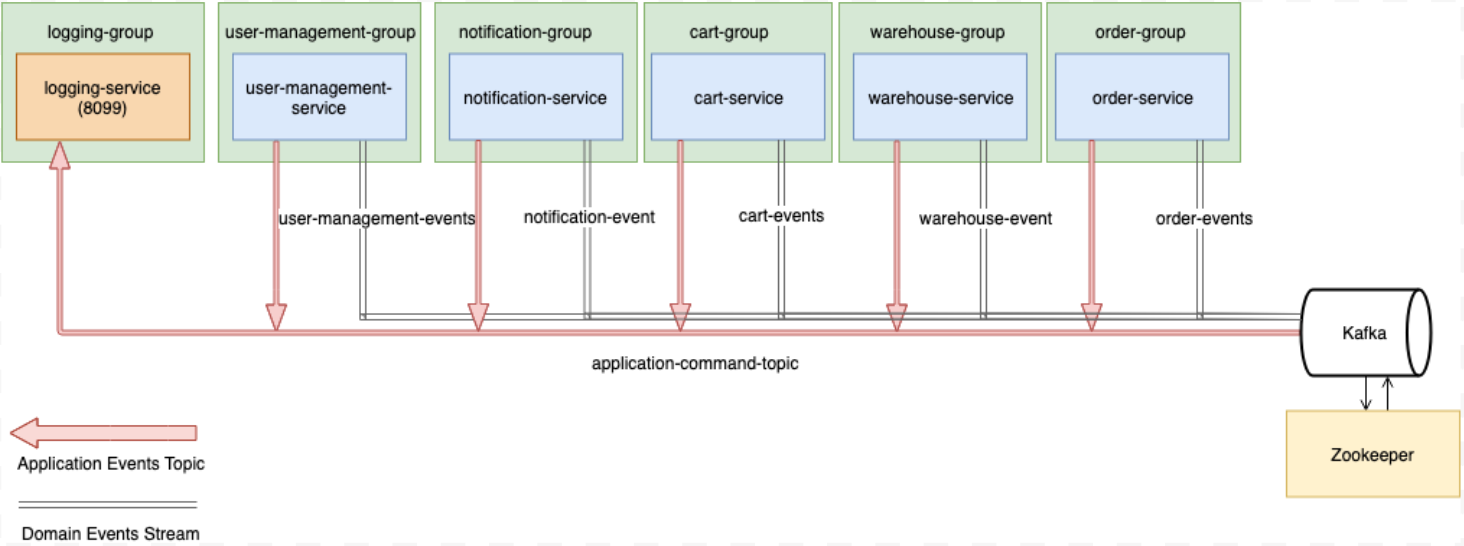 logging-group
user-management-group
notification-group
cart-group
warehouse-group
order-group
logging-service
(8099)
user-management-
service
notification-service
cart-service
warehouse-service
order-service
user-management-events
notification-event
cart-events
warehouse-event
order-events
Kafka
application-command-topic
Zookeeper
Application Events Topic
Domain Events Stream